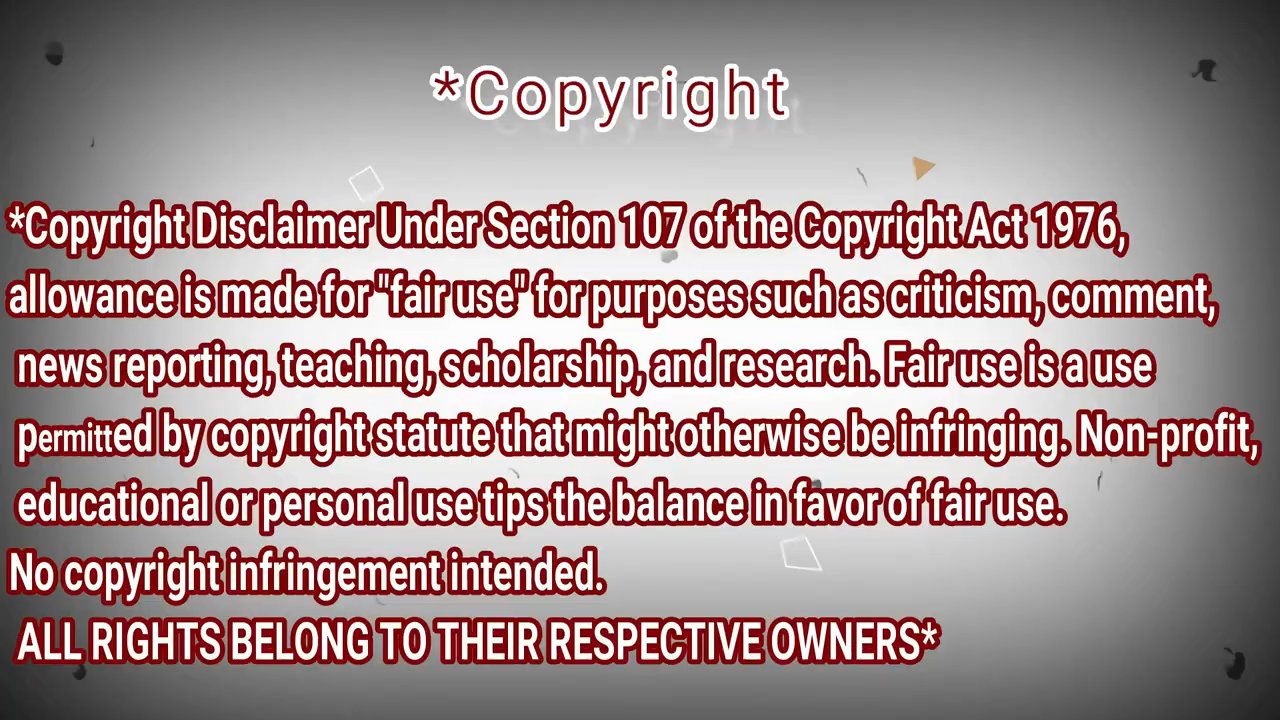 *Copyright
*Copyright Disclaimer Under Section 107 of the Copyright Act 1976,
allowance is made for "fair use" for purposes such as criticism, comment,
news reporting, teaching, scholarship, and research. Fair use is a use
permitted by copyright statute that might otherwise be infringing. Non-profit,
educational or personal use tips the balance in favor of fair use.
No copyright infringement intended.
ALL RIGHTS BELONG TO THEIR RESPECTIVE OWNERS*